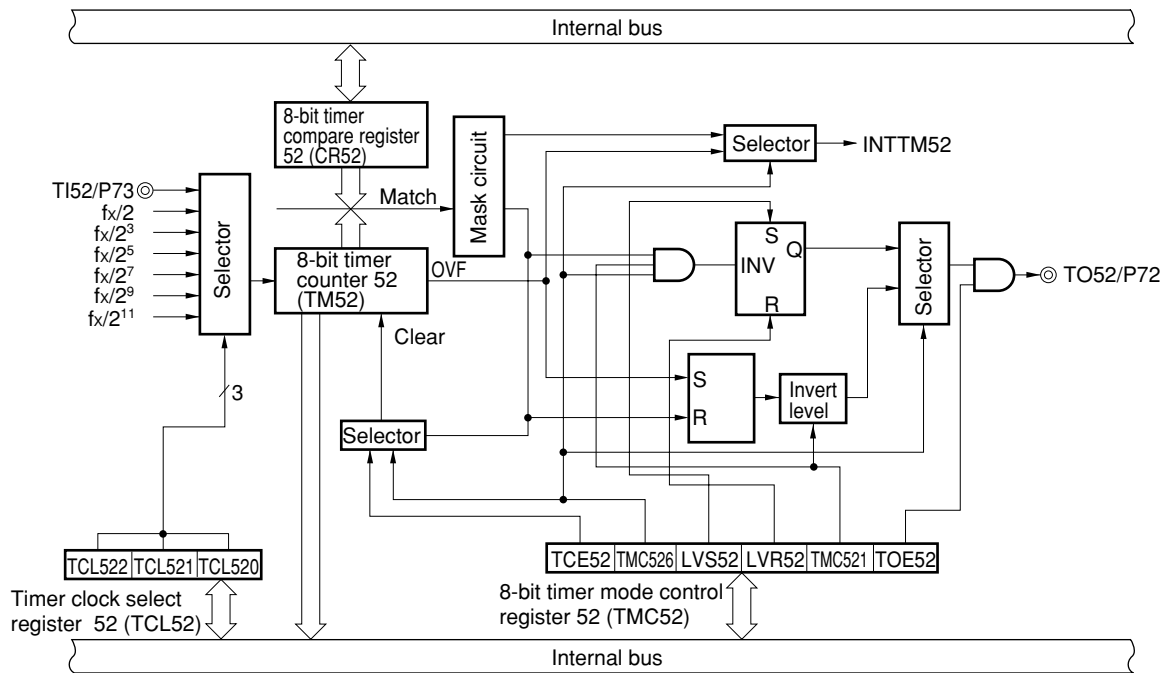 Internal bus
8-bit timer
compare register
52 (CR52)
Mask circuit
Selector
INTTM52
TI52/P73
fx/2
fx/2³
fx/2⁵
fx/2⁷
fx/2⁹
fx/2¹¹
Selector
Match
8-bit timer
counter 52
(TM52)
OVF
Clear
S
INV
Q
R
Selector
TO52/P72
3
S
R
Invert
level
Selector
TCL522 TCL521 TCL520
Timer clock select
register 52 (TCL52)
TCE52 TMC526 LVS52 LVR52 TMC521 TOE52
8-bit timer mode control
register 52 (TMC52)
Internal bus